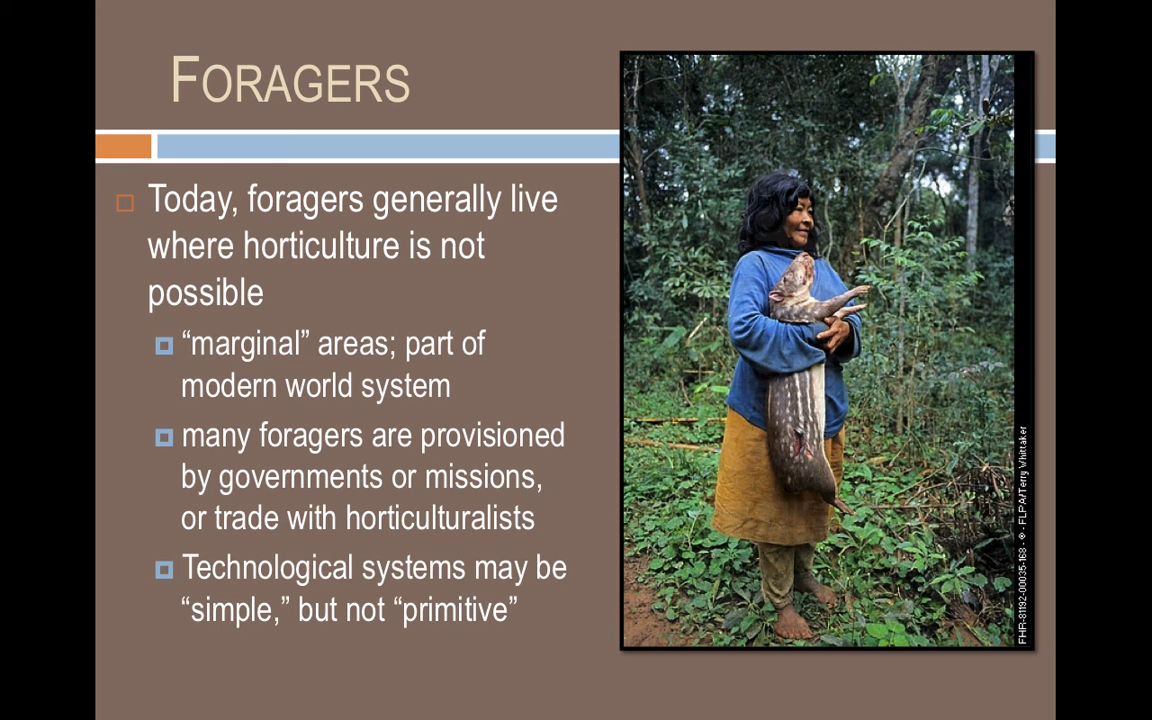 FORAGERS
Today, foragers generally live
where horticulture is not
possible
“marginal” areas; part of
modern world system
many foragers are provisioned
by governments or missions,
or trade with horticulturalists
Technological systems may be
“simple,” but not “primitive”
FHR-81192-00035-168 - ® - FLPA/Terry Whittaker